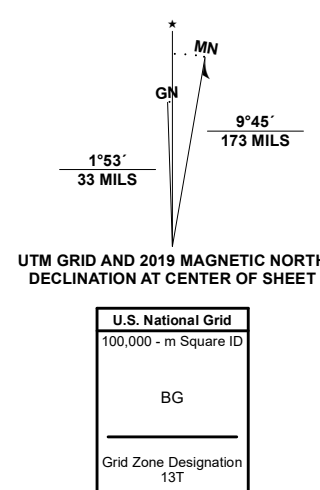 ★
MN
GN
9°45´
173 MILS
1°53´
33 MILS
UTM GRID AND 2019 MAGNETIC NORTH
DECLINATION AT CENTER OF SHEET
U.S. National Grid
100,000 - m Square ID
BG
Grid Zone Designation
13T